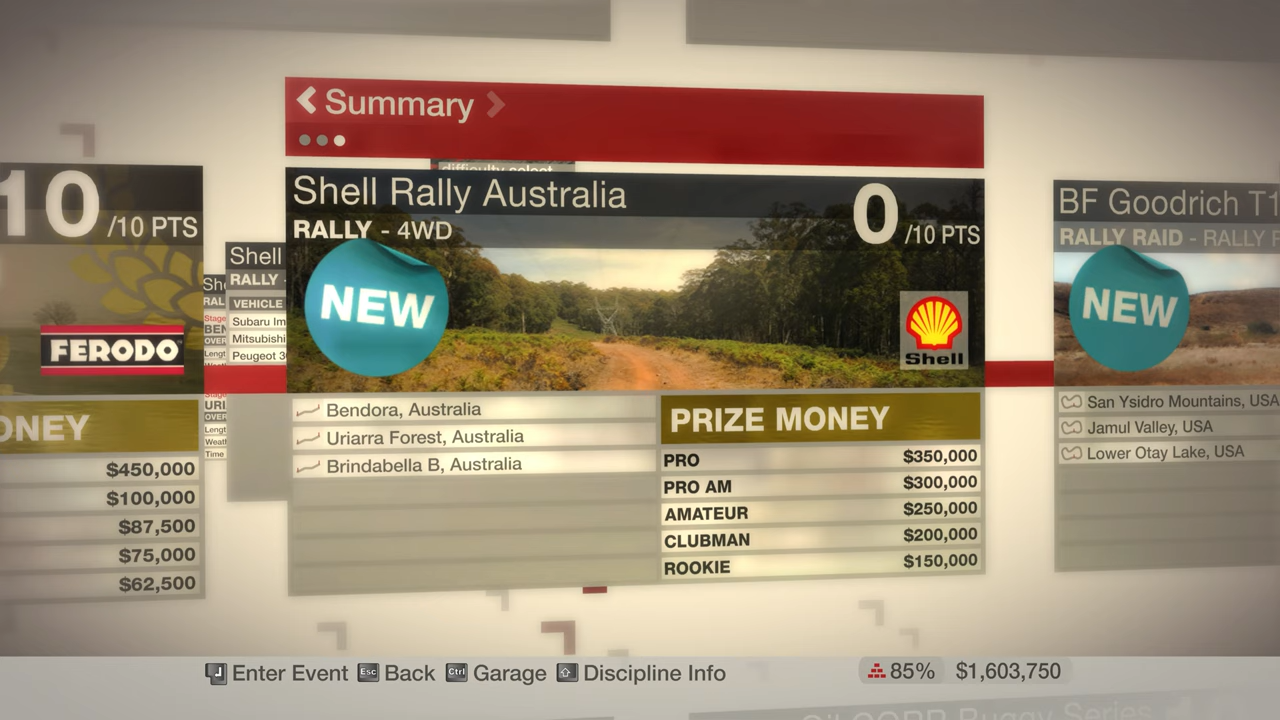 Summary
difficulty select
10 /10 PTS
FERODO
ONEY
$450,000
$100,000
$87,500
$75,000
$62,500
Shell
RALLY
VEHICLE
Subaru Im
Mitsubishi
Peugeot 3
Shell Rally Australia
RALLY - 4WD
0 /10 PTS
NEW
Shell
Bendora, Australia
Uriarra Forest, Australia
Brindabella B, Australia
PRIZE MONEY
PRO $350,000
PRO AM $300,000
AMATEUR $250,000
CLUBMAN $200,000
ROOKIE $150,000
BF Goodrich T1
RALLY RAID - RALLY
NEW
San Ysidro Mountains, USA
Jamul Valley, USA
Lower Otay Lake, USA
Enter Event Esc Back Ctrl Garage Discipline Info 85% $1,603,750